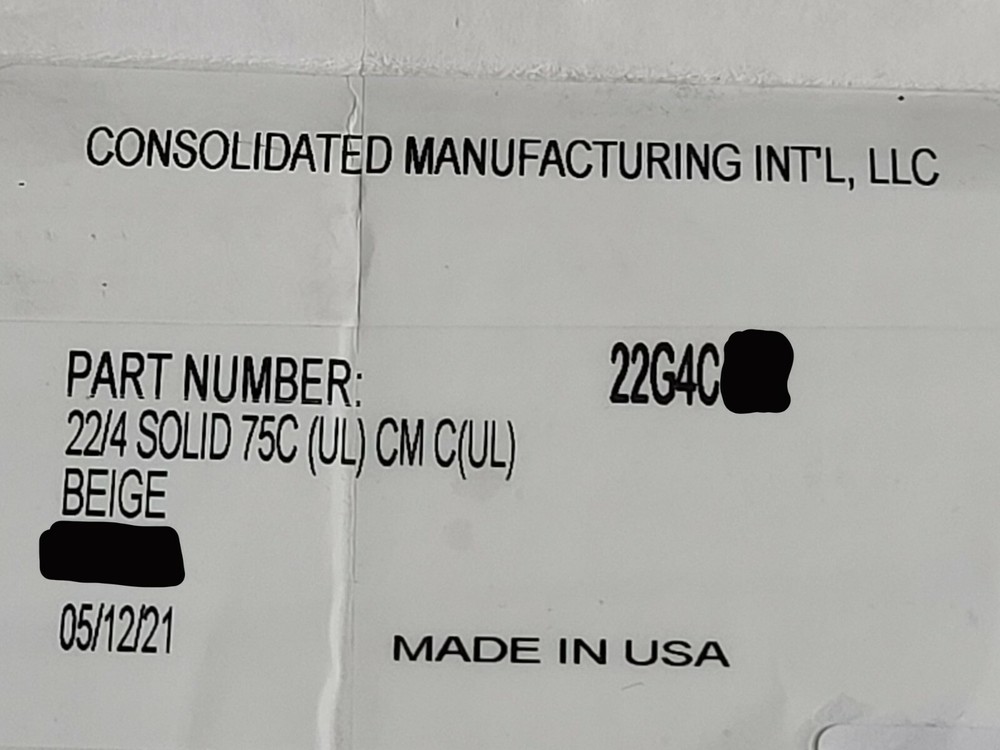 CONSOLIDATED MANUFACTURING INT'L, LLC
PART NUMBER: 22G4C
22/4 SOLID 75C (UL) CM C(UL)
BEIGE
05/12/21
MADE IN USA